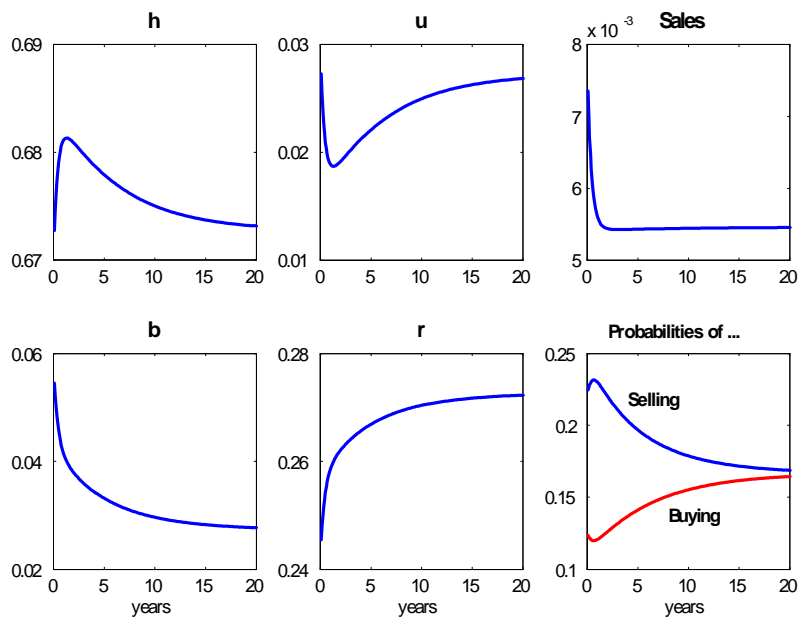 h
u
Sales
0.69
0.68
0.67
0 5 10 15 20
0.03
0.02
0.01
0 5 10 15 20
8 x 10^-3
7
6
5
0 5 10 15 20
b
r
Probabilities of ...
0.06
0.04
0.02
0 5 10 15 20
years
0.28
0.26
0.24
0 5 10 15 20
years
0.25
0.2
0.15
0.1
Selling
Buying
0 5 10 15 20
years